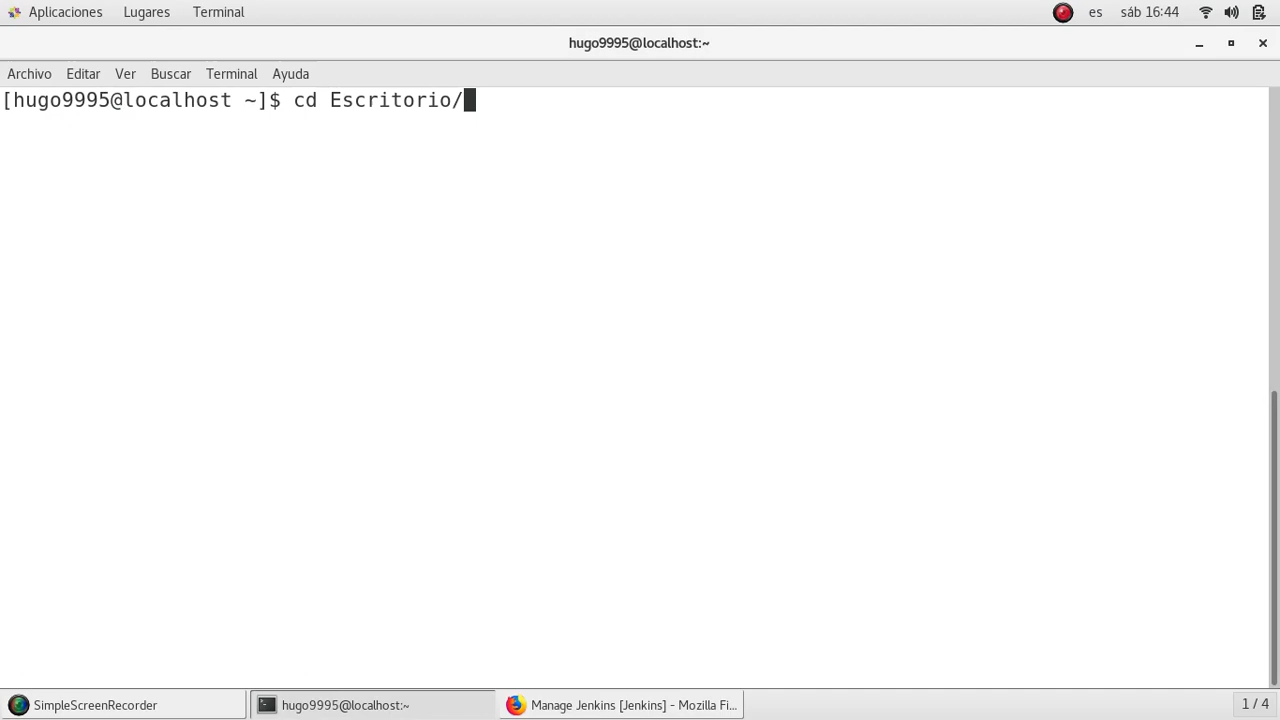 Aplicaciones Lugares Terminal es sáb 16:44
hugo9995@localhost:~
Archivo Editar Ver Buscar Terminal Ayuda
[hugo9995@localhost ~]$ cd Escritorio/
SimpleScreenRecorder hugo9995@localhost:~ Manage Jenkins [Jenkins] - Mozilla Fi... 1 / 4